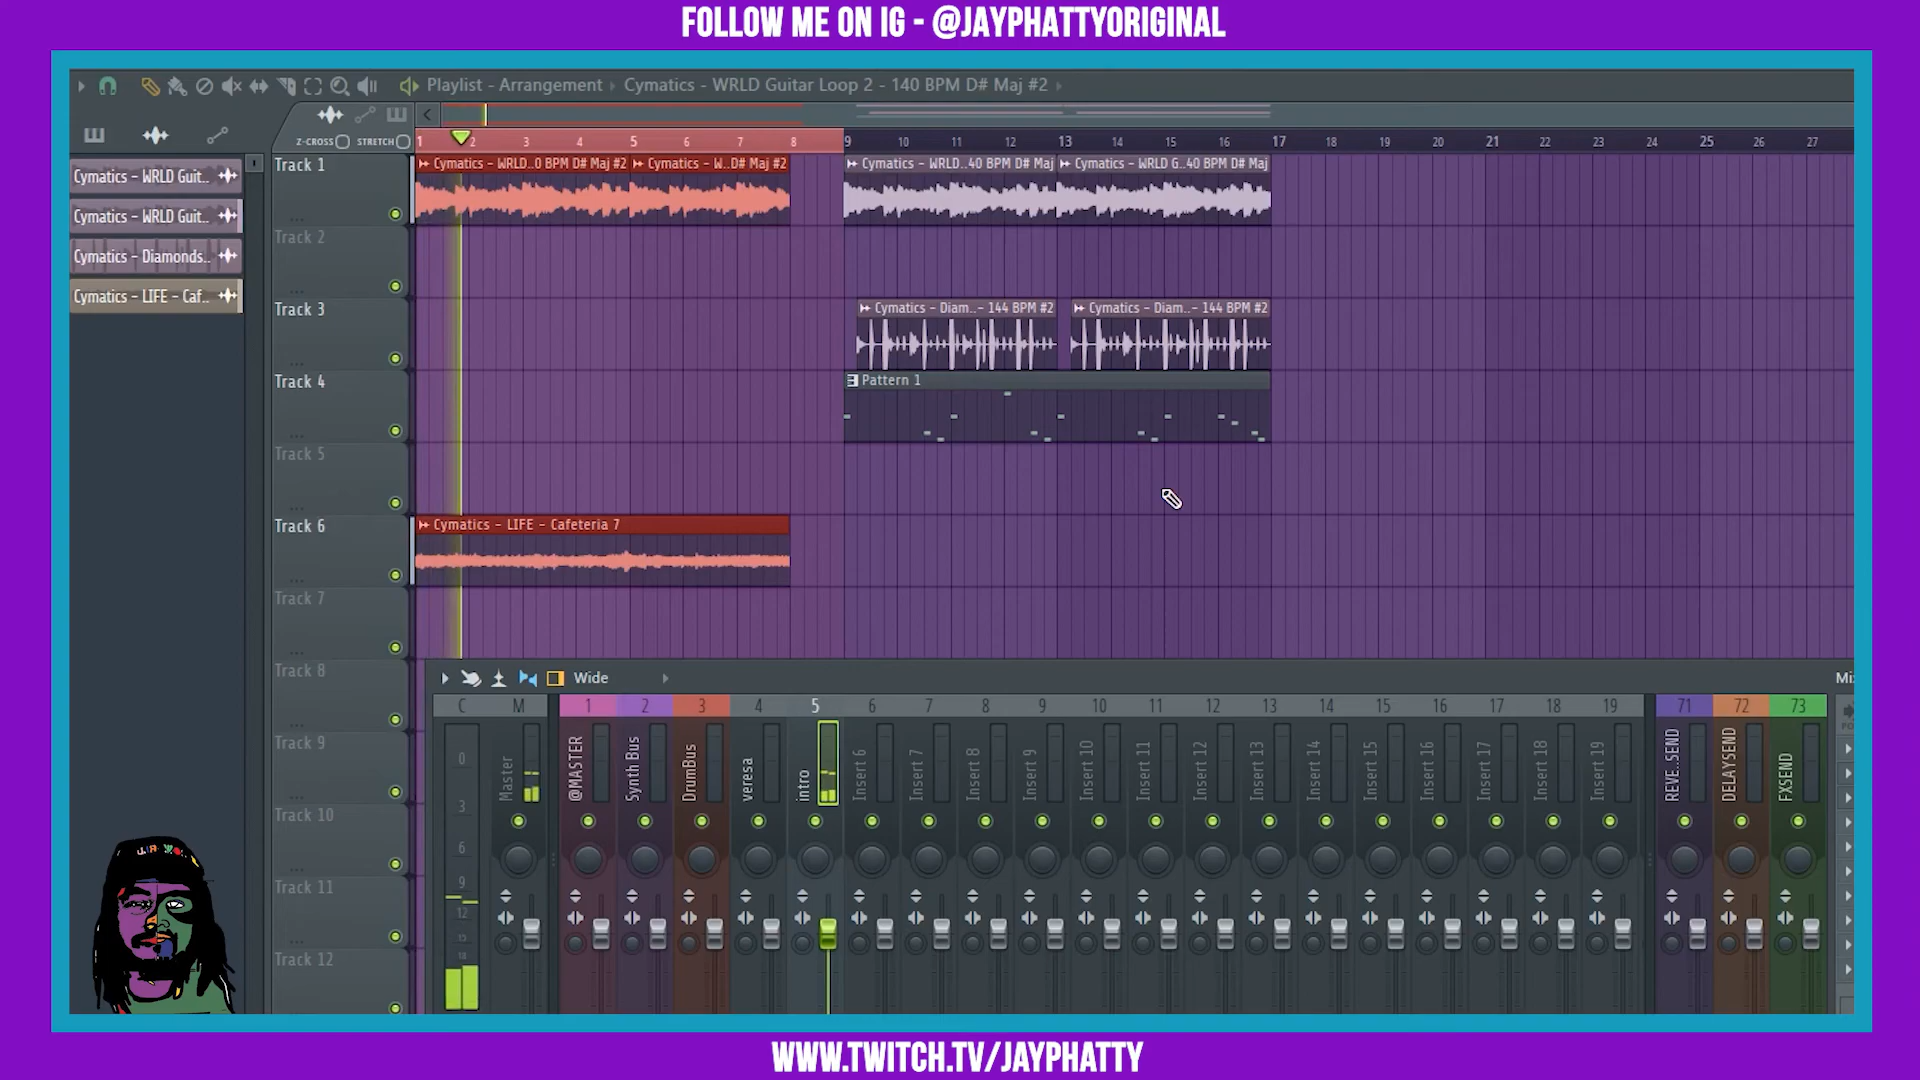 FOLLOW ME ON IG - @JAYPHATTYORIGINAL
Playlist - Arrangement › Cymatics - WRLD Guitar Loop 2 - 140 BPM D# Maj #2
Z-CROSS STRETCH
1 2 3 4 5 6 7 8 9 10 11 12 13 14 15 16 17 18 19 20 21 22 23 24 25 26 27
Cymatics - WRLD Guit..
Cymatics - WRLD Guit..
Cymatics - Diamonds..
Cymatics - LIFE - Caf..
Track 1
Cymatics - WRLD..0 BPM D# Maj #2
Cymatics - W..D# Maj #2
Cymatics - WRLD..40 BPM D# Maj
Cymatics - WRLD G..40 BPM D# Maj
Track 2
Track 3
Cymatics - Diam..- 144 BPM #2
Cymatics - Diam..- 144 BPM #2
Track 4
Pattern 1
Track 5
Track 6
Cymatics - LIFE - Cafeteria 7
Track 7
Track 8
Track 9
Track 10
Track 11
Track 12
Wide
C M 1 2 3 4 5 6 7 8 9 10 11 12 13 14 15 16 17 18 19 71 72 73
Master
@MASTER
Synth Bus
DrumBus
veresa
intro
Insert 6
Insert 7
Insert 8
Insert 9
Insert 10
Insert 11
Insert 12
Insert 13
Insert 14
Insert 15
Insert 16
Insert 17
Insert 18
Insert 19
REVE..SEND
DELAYSEND
FXSEND
0
3
6
9
12
15
18
WWW.TWITCH.TV/JAYPHATTY